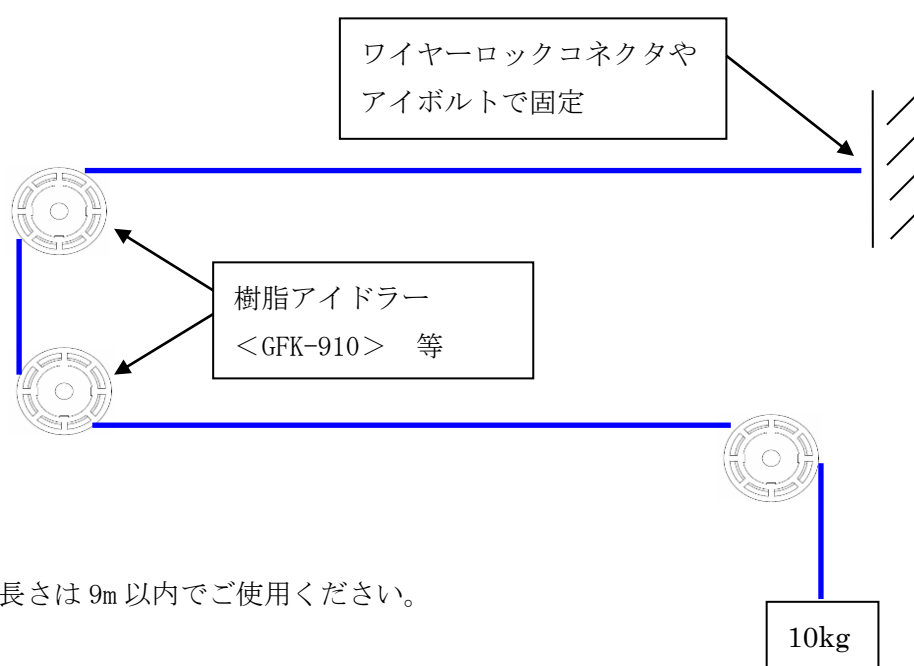 ワイヤーロックコネクタや
アイボルトで固定
樹脂アイドラー
＜GFK-910＞　等
長さは 9m 以内でご使用ください。
10kg